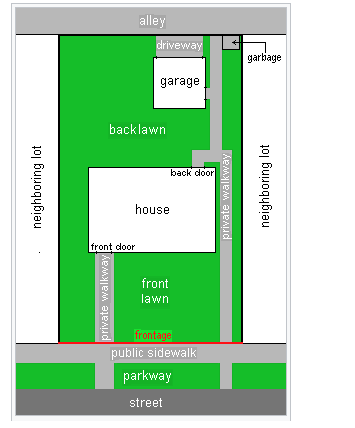 alley
driveway
garbage
garage
backlawn
neighboring lot
neighboring lot
private walkway
back door
house
front door
private walkway
front
lawn
frontage
public sidewalk
parkway
street